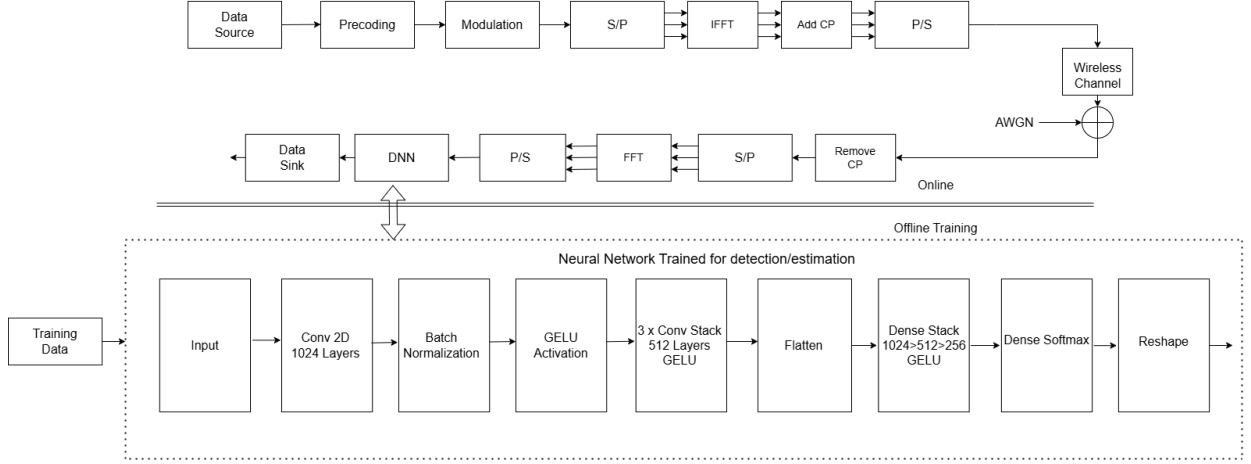 Data
Source
Precoding
Modulation
S/P
IFFT
Add CP
P/S
Wireless
Channel
AWGN
Data
Sink
DNN
P/S
FFT
S/P
Remove
CP
Online
Offline Training
Neural Network Trained for detection/estimation
Training
Data
Input
Conv 2D
1024 Layers
Batch
Normalization
GELU
Activation
3 x Conv Stack
512 Layers
GELU
Flatten
Dense Stack
1024>512>256
GELU
Dense Softmax
Reshape